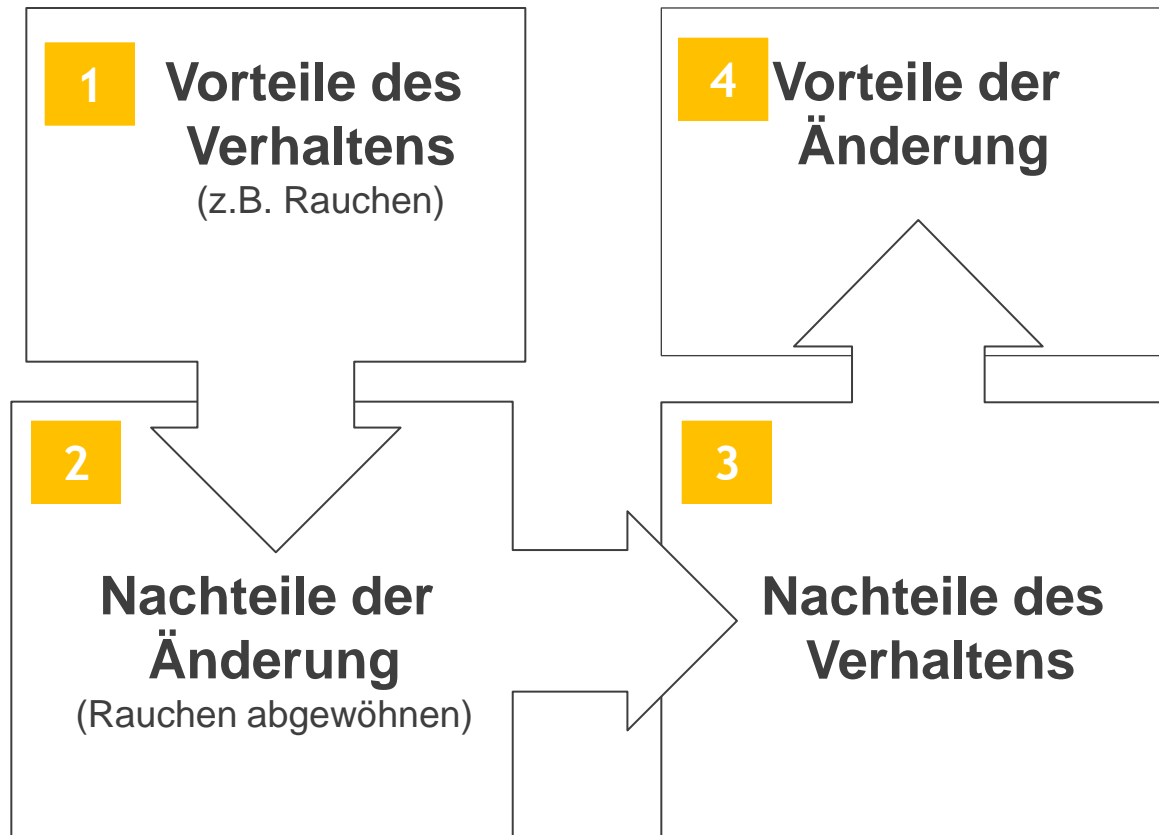 1
Vorteile des
Verhaltens
(z.B. Rauchen)
2
Nachteile der
Änderung
(Rauchen abgewöhnen)
3
Nachteile des
Verhaltens
4
Vorteile der
Änderung